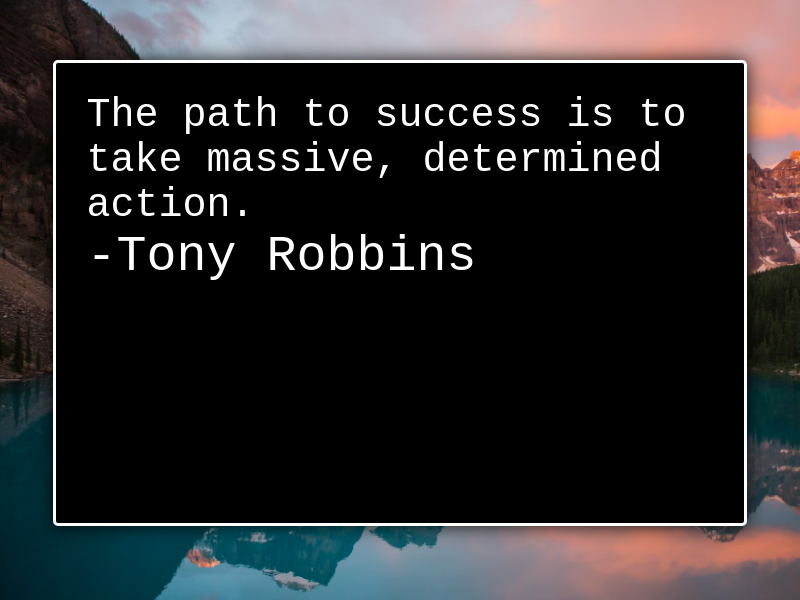 The path to success is to
take massive, determined
action.
-Tony Robbins